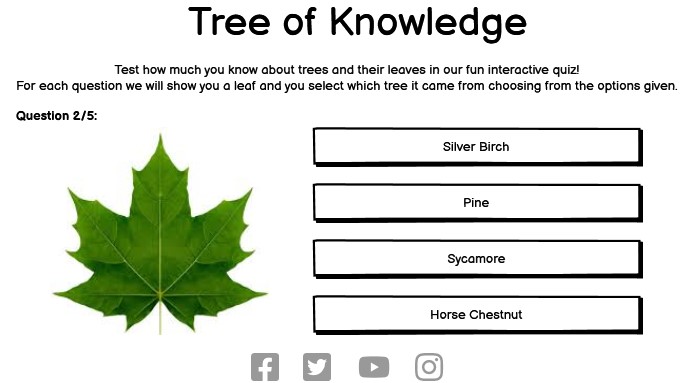 Tree of Knowledge
Test how much you know about trees and their leaves in our fun interactive quiz!
For each question we will show you a leaf and you select which tree it came from choosing from the options given.
Question 2/5:
Silver Birch
Pine
Sycamore
Horse Chestnut